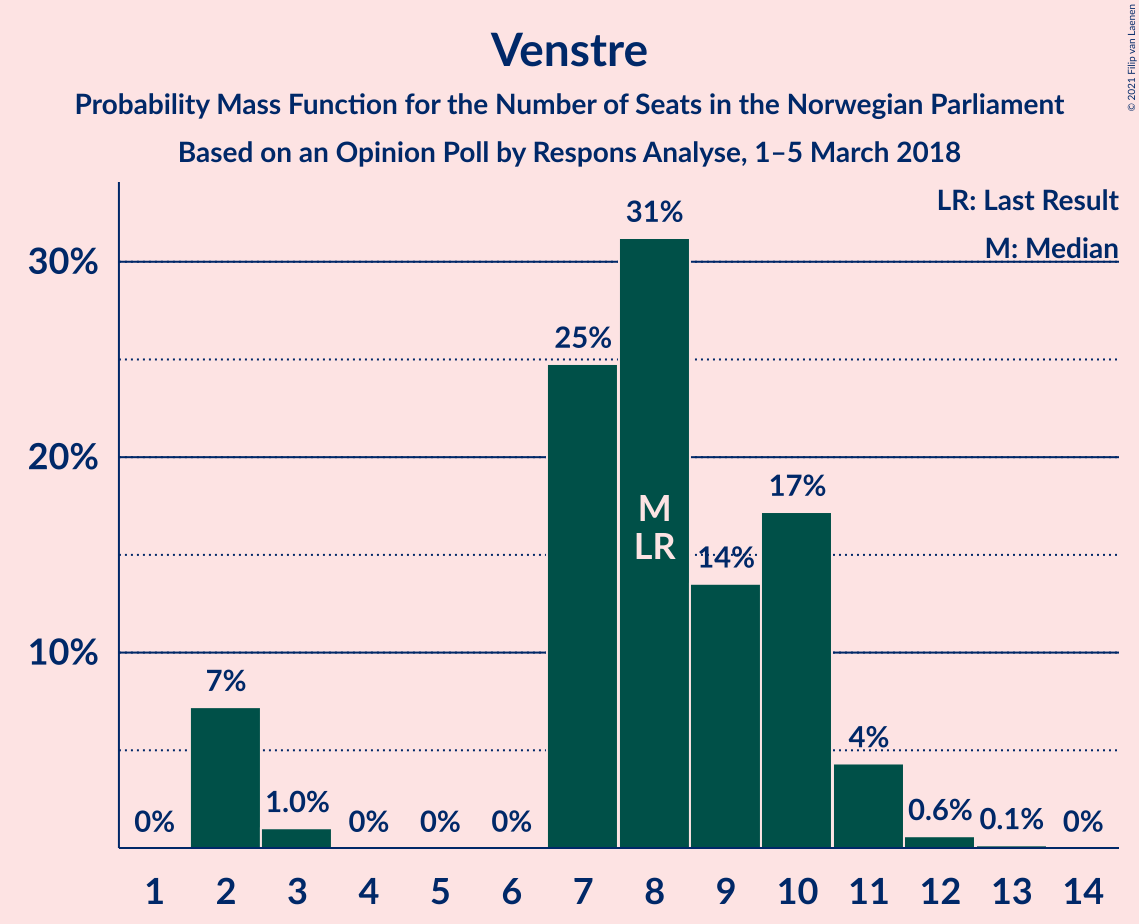 Venstre
Probability Mass Function for the Number of Seats in the Norwegian Parliament
Based on an Opinion Poll by Respons Analyse, 1–5 March 2018
© 2021 Filip van Laenen
LR: Last Result
M: Median
30%
20%
10%
0%
7%
1.0%
0%
0%
0%
25%
31%
14%
17%
4%
0.6%
0.1%
0%
M
LR
1 2 3 4 5 6 7 8 9 10 11 12 13 14